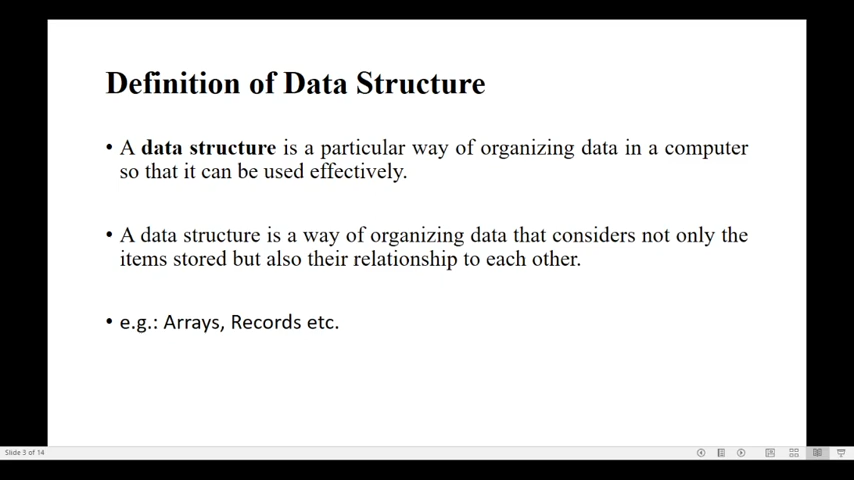 Definition of Data Structure
• A data structure is a particular way of organizing data in a computer
so that it can be used effectively.
• A data structure is a way of organizing data that considers not only the
items stored but also their relationship to each other.
• e.g.: Arrays, Records etc.
Slide 3 of 14